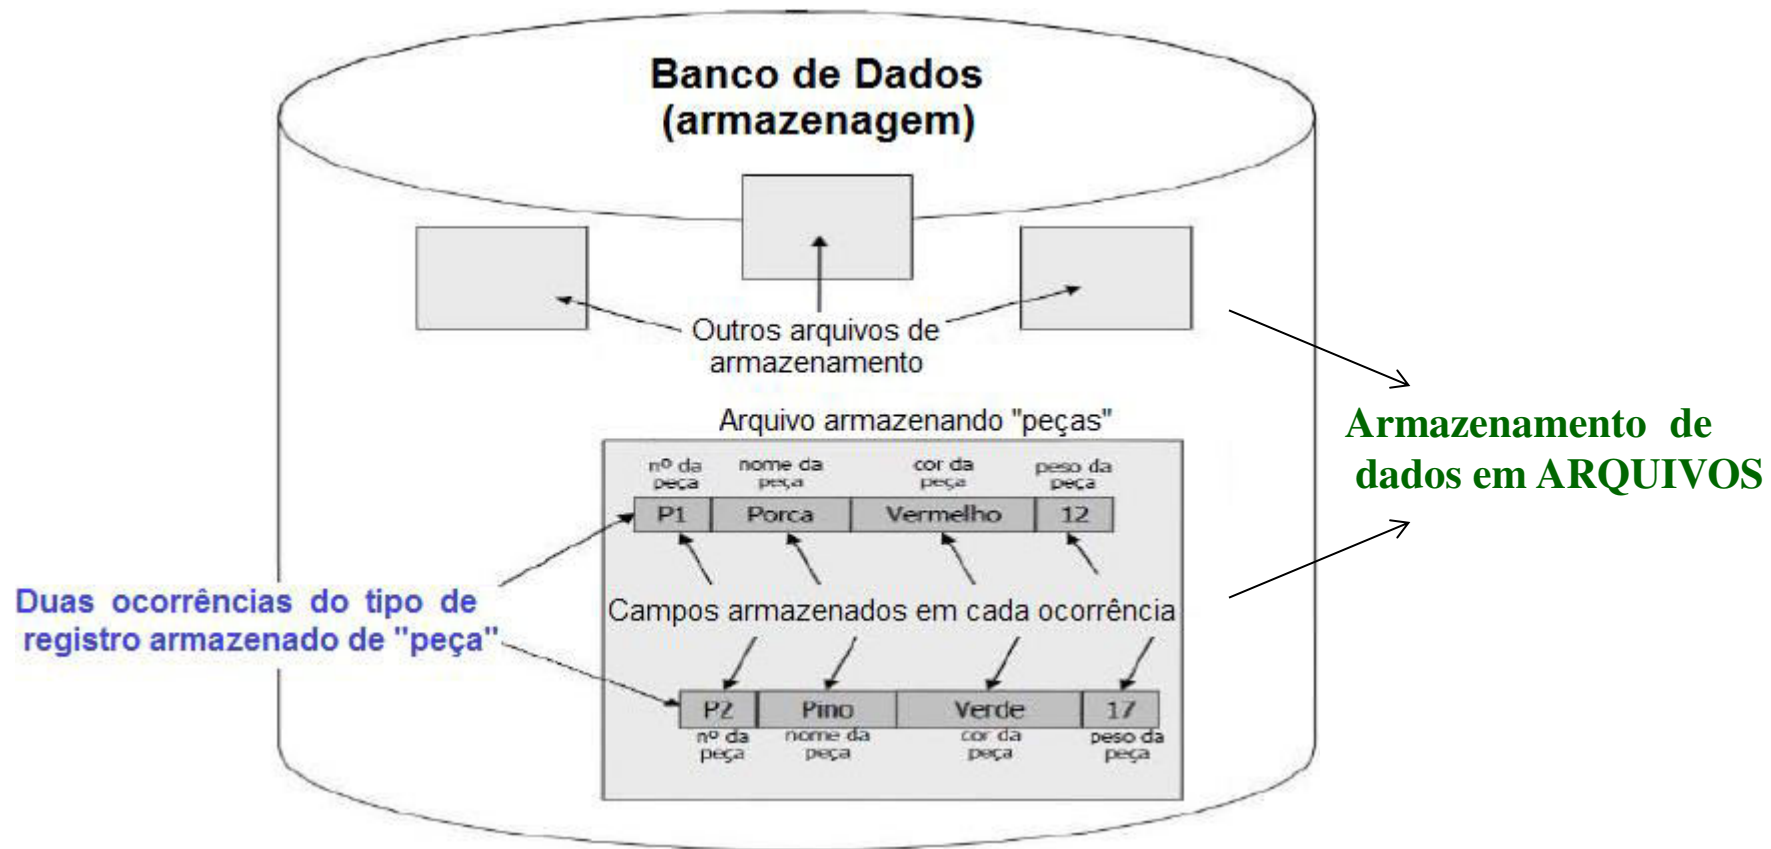 Banco de Dados
(armazenagem)
Outros arquivos de
armazenamento
Armazenamento de
dados em ARQUIVOS
Arquivo armazenando "peças"
nº da
peça
nome da
peça
cor da
peça
peso da
peça
P1
Porca
Vermelho
12
Duas ocorrências do tipo de
registro armazenado de "peça"
Campos armazenados em cada ocorrência
P2
Pino
Verde
17
nº da
peça
nome da
peça
cor da
peça
peso da
peça